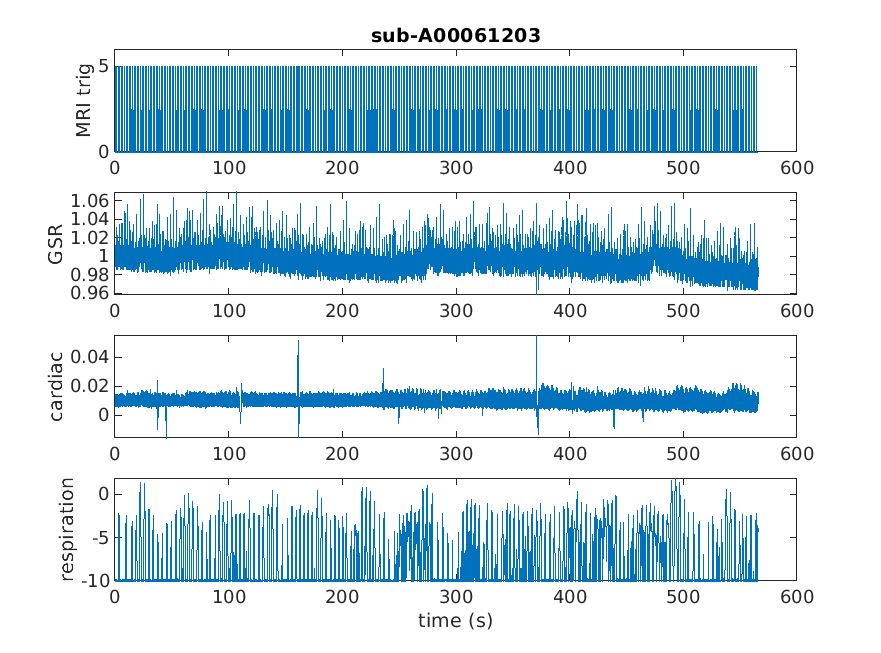 sub-A00061203
MRI trig
5
0
0 100 200 300 400 500 600
GSR
1.06
1.04
1.02
1
0.98
0.96
0 100 200 300 400 500 600
cardiac
0.04
0.02
0
0 100 200 300 400 500 600
respiration
0
-5
-10
0 100 200 300 400 500 600
time (s)